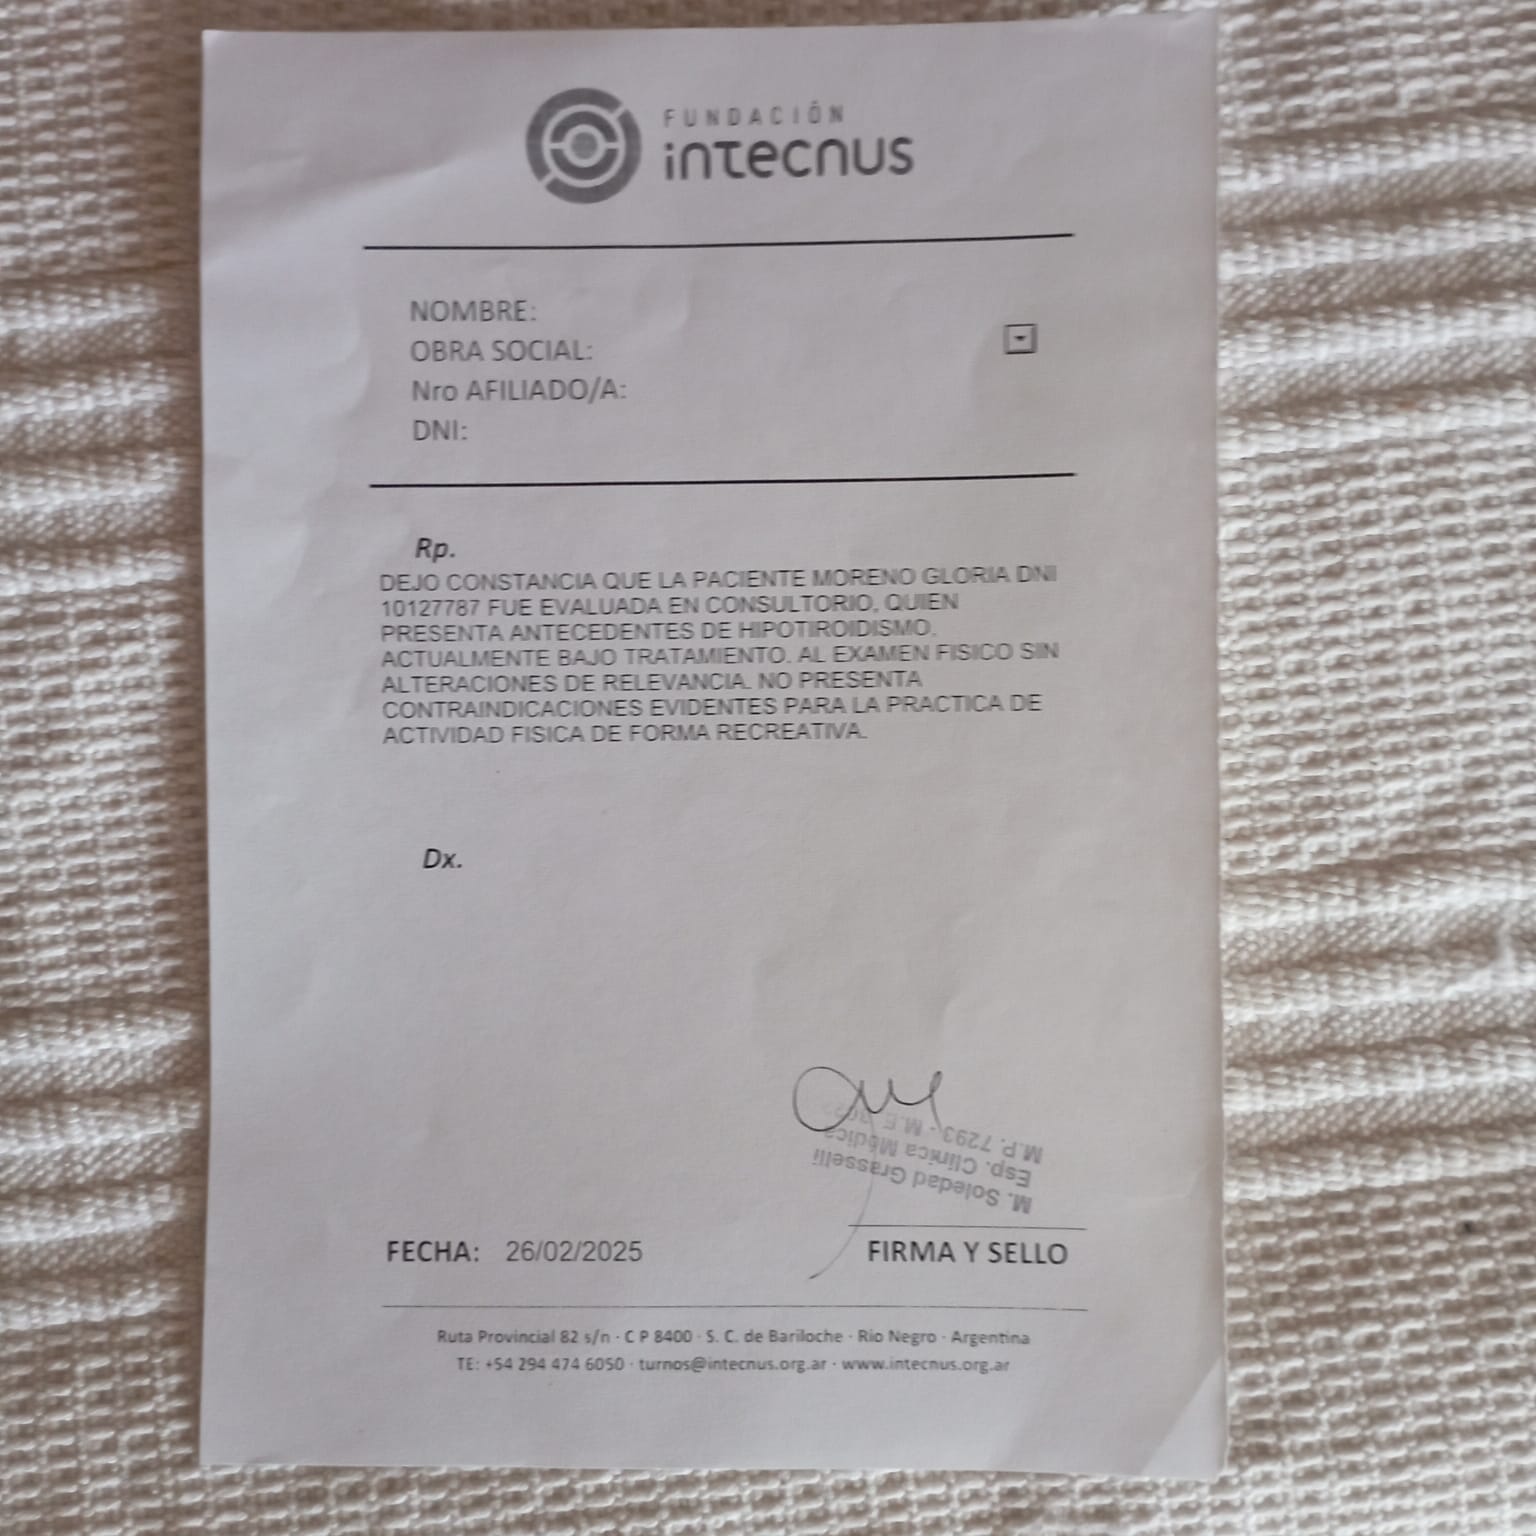 FUNDACIÓN
intecnus
NOMBRE:
OBRA SOCIAL:
Nro AFILIADO/A:
DNI:
Rp.
DEJO CONSTANCIA QUE LA PACIENTE MORENO GLORIA DNI
10127787 FUE EVALUADA EN CONSULTORIO, QUIEN
PRESENTA ANTECEDENTES DE HIPOTIROIDISMO,
ACTUALMENTE BAJO TRATAMIENTO. AL EXAMEN FISICO SIN
ALTERACIONES DE RELEVANCIA. NO PRESENTA
CONTRAINDICACIONES EVIDENTES PARA LA PRACTICA DE
ACTIVIDAD FISICA DE FORMA RECREATIVA.
Dx.
M. Soledad Grasselli
Esp. Clínica Médica
M.P. 7293 - M.E.
FECHA: 26/02/2025
FIRMA Y SELLO
Ruta Provincial 82 s/n · C P 8400 · S. C. de Bariloche · Río Negro · Argentina
TE: +54 294 474 6050 · turnos@intecnus.org.ar · www.intecnus.org.ar